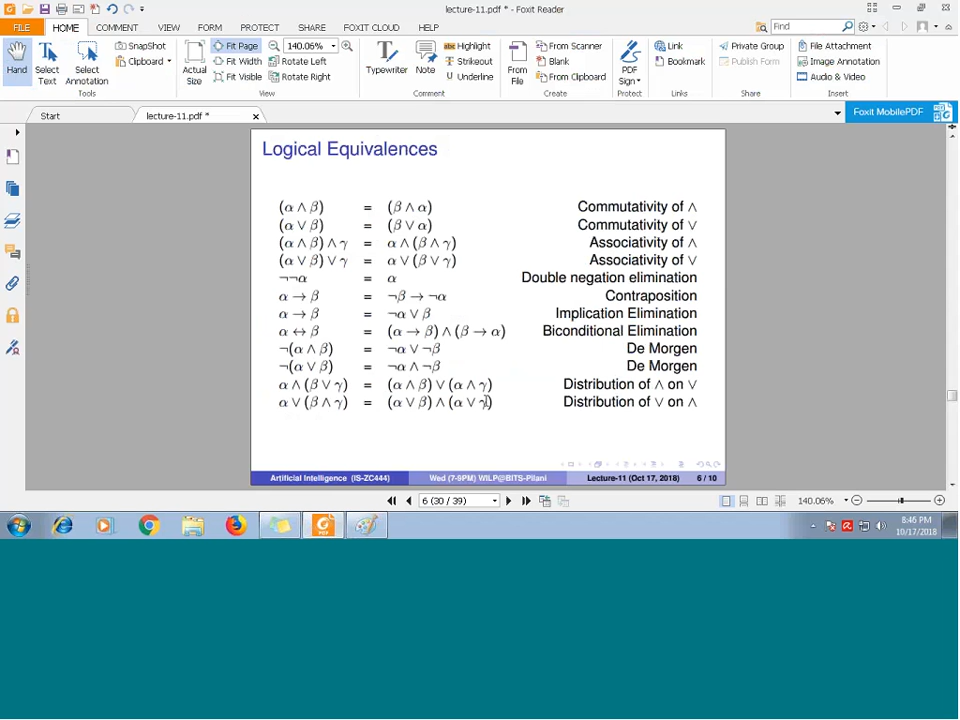 lecture-11.pdf * - Foxit Reader
FILE HOME COMMENT VIEW FORM PROTECT SHARE FOXIT CLOUD HELP
Find
Hand
Select Text
Select Annotation
SnapShot
Clipboard
Tools
Actual Size
Fit Page
Fit Width
Fit Visible
140.06%
Rotate Left
Rotate Right
View
Typewriter
Note
Highlight
Strikeout
Underline
Comment
From File
From Scanner
Blank
From Clipboard
Create
PDF Sign
Protect
Link
Bookmark
Links
Private Group
Publish Form
Share
File Attachment
Image Annotation
Audio & Video
Insert
Start
lecture-11.pdf *
Foxit MobilePDF
Logical Equivalences
(α ∧ β) = (β ∧ α) Commutativity of ∧
(α ∨ β) = (β ∨ α) Commutativity of ∨
(α ∧ β) ∧ γ = α ∧ (β ∧ γ) Associativity of ∧
(α ∨ β) ∨ γ = α ∨ (β ∨ γ) Associativity of ∨
¬¬α = α Double negation elimination
α → β = ¬β → ¬α Contraposition
α → β = ¬α ∨ β Implication Elimination
α ↔ β = (α → β) ∧ (β → α) Biconditional Elimination
¬(α ∧ β) = ¬α ∨ ¬β De Morgen
¬(α ∨ β) = ¬α ∧ ¬β De Morgen
α ∧ (β ∨ γ) = (α ∧ β) ∨ (α ∧ γ) Distribution of ∧ on ∨
α ∨ (β ∧ γ) = (α ∨ β) ∧ (α ∨ γ) Distribution of ∨ on ∧
Artificial Intelligence (IS-ZC444) Wed (7-9PM) WILP@BITS-Pilani Lecture-11 (Oct 17, 2018) 6 / 10
6 (30 / 39)
140.06%
8:46 PM
10/17/2018